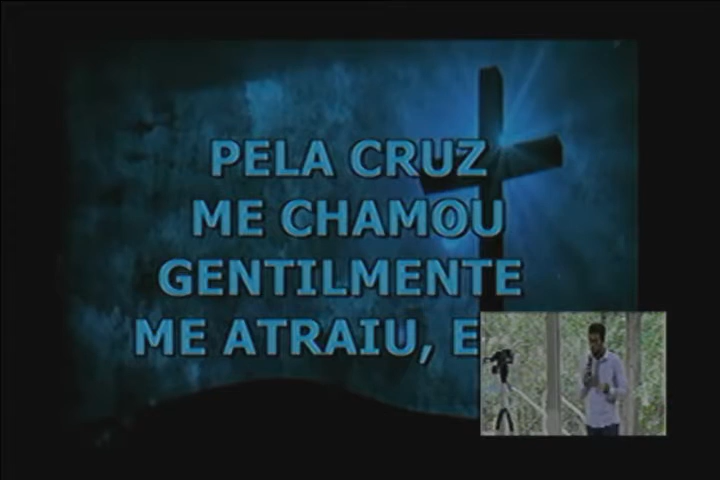 PELA CRUZ
ME CHAMOU
GENTILMENTE
ME ATRAIU, E